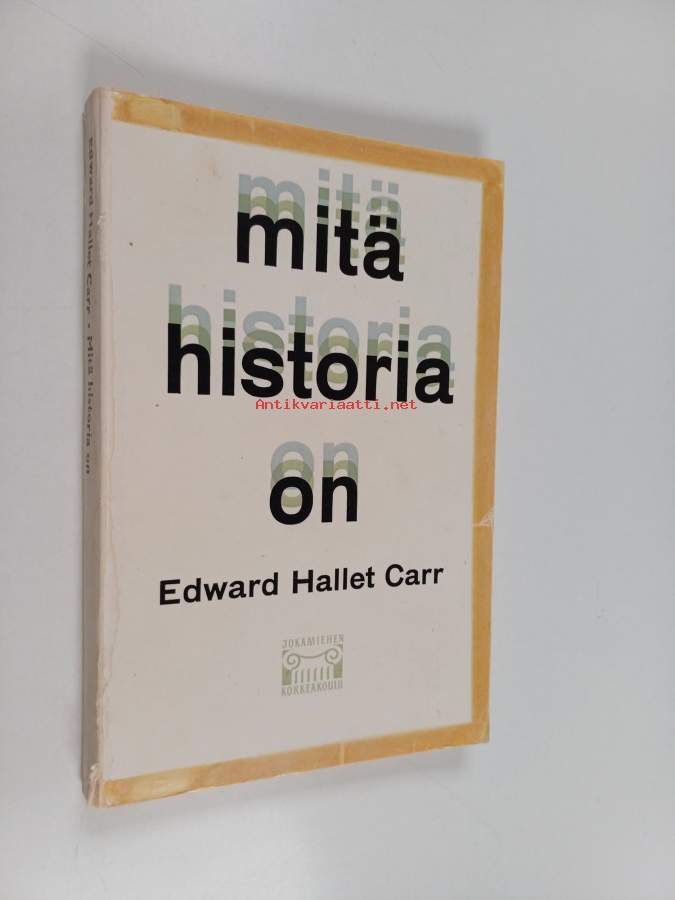 mitä
historia
on
Edward Hallet Carr
JOKAMIEHEN
KORKEAKOULU
Edward Hallet Carr • Mitä historia on
Antikvariaatti.net